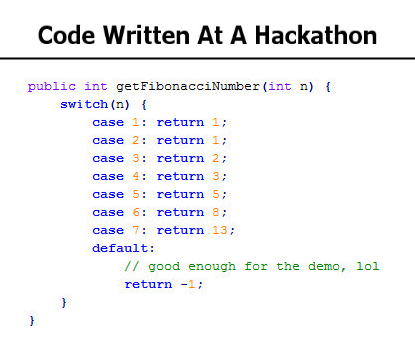 Code Written At A Hackathon
public int getFibonacciNumber(int n) {
switch(n) {
case 1: return 1;
case 2: return 1;
case 3: return 2;
case 4: return 3;
case 5: return 5;
case 6: return 8;
case 7: return 13;
default:
// good enough for the demo, lol
return -1;
}
}